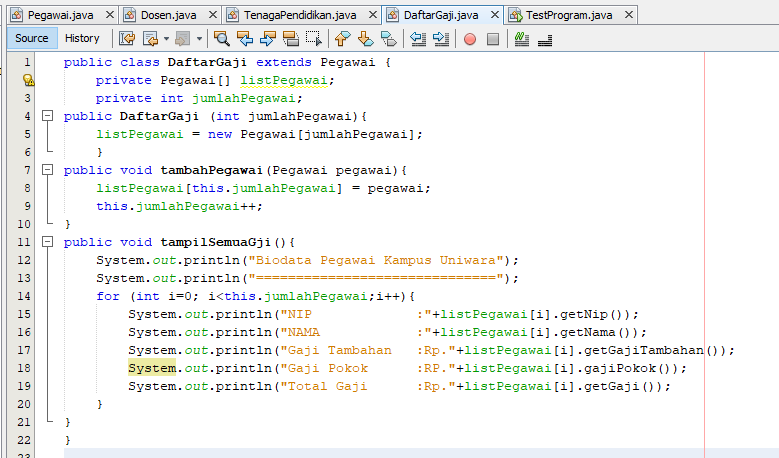 Pegawai.java Dosen.java TenagaPendidikan.java DaftarGaji.java TestProgram.java
Source History
1 public class DaftarGaji extends Pegawai {
private Pegawai[] listPegawai;
3 private int jumlahPegawai;
4 public DaftarGaji (int jumlahPegawai){
5 listPegawai = new Pegawai[jumlahPegawai];
6 }
7 public void tambahPegawai(Pegawai pegawai){
8 listPegawai[this.jumlahPegawai] = pegawai;
9 this.jumlahPegawai++;
10 }
11 public void tampilSemuaGji(){
12 System.out.println("Biodata Pegawai Kampus Uniwara");
13 System.out.println("==============================");
14 for (int i=0; i<this.jumlahPegawai;i++){
15 System.out.println("NIP             :"+listPegawai[i].getNip());
16 System.out.println("NAMA            :"+listPegawai[i].getNama());
17 System.out.println("Gaji Tambahan   :Rp."+listPegawai[i].getGajiTambahan());
18 System.out.println("Gaji Pokok      :RP."+listPegawai[i].gajiPokok());
19 System.out.println("Total Gaji      :Rp."+listPegawai[i].getGaji());
20 }
21 }
22 }
23